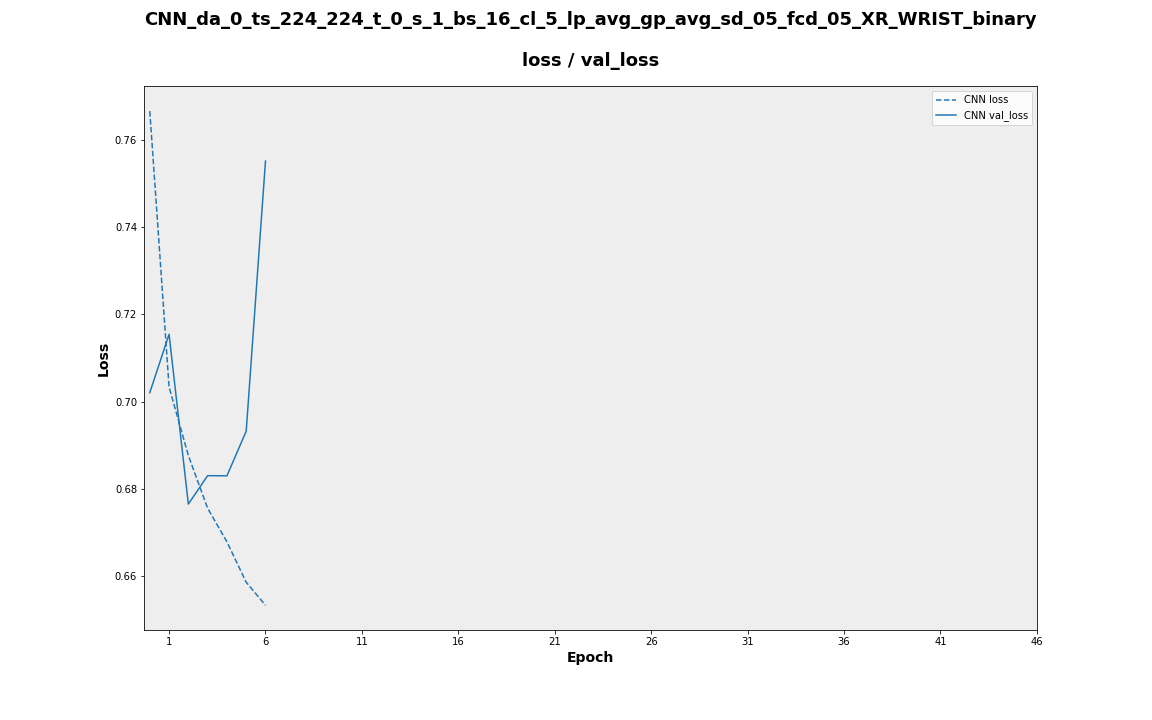 CNN_da_0_ts_224_224_t_0_s_1_bs_16_cl_5_lp_avg_gp_avg_sd_05_fcd_05_XR_WRIST_binary
loss / val_loss
CNN loss
CNN val_loss
0.76
0.74
0.72
0.70
0.68
0.66
Loss
1 6 11 16 21 26 31 36 41 46
Epoch